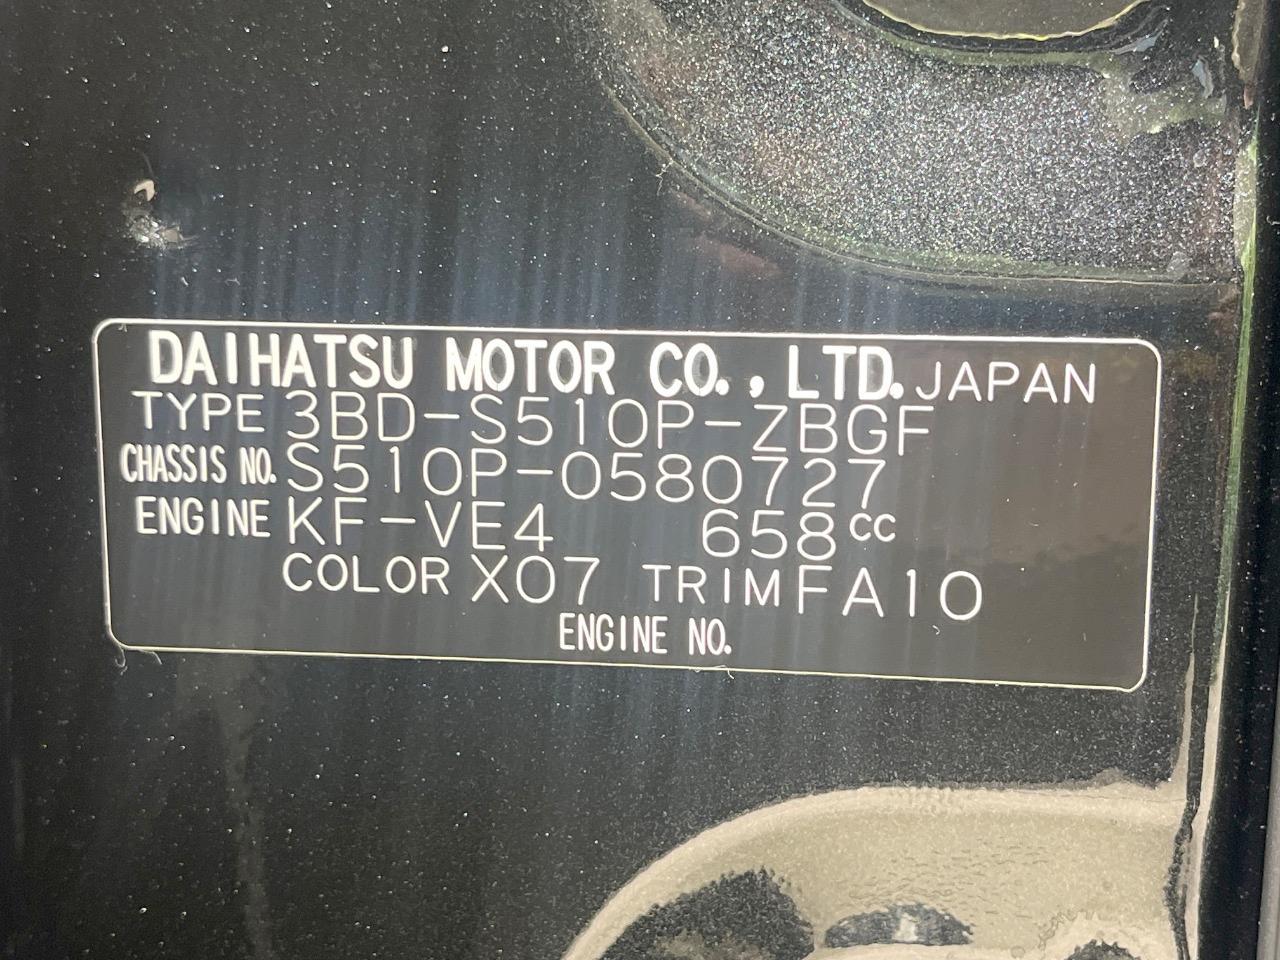 DAIHATSU MOTOR CO., LTD. JAPAN
TYPE 3BD-S510P-ZBGF
CHASSIS NO. S510P-0580727
ENGINE KF-VE4 658cc
COLOR X07 TRIM FA10
ENGINE NO.